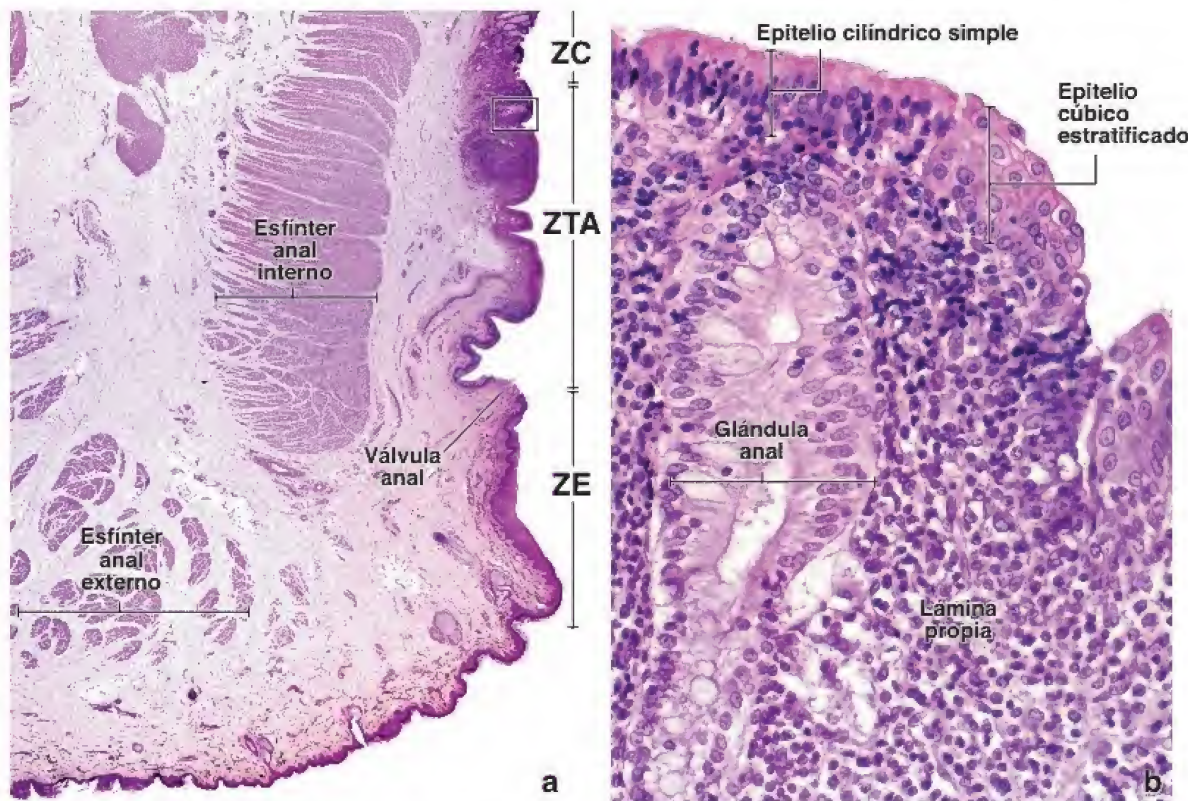 ZC
ZTA
Esfínter
anal
interno
Válvula
anal
ZE
Esfínter
anal
externo
a
Epitelio cilíndrico simple
Epitelio
cúbico
estratificado
Glándula
anal
Lámina
propia
b